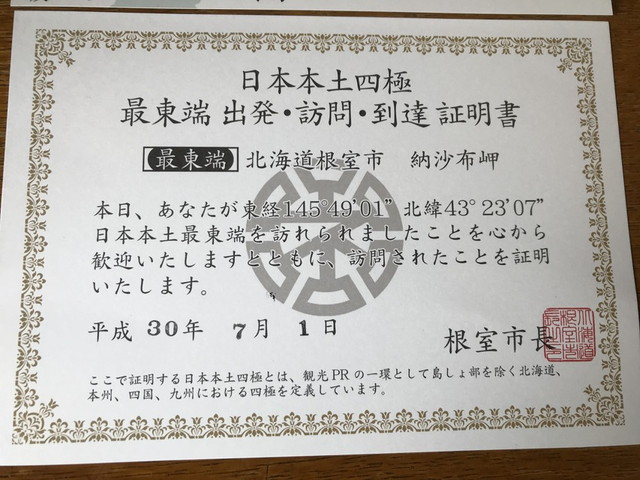 日本本土四極
最東端 出発・訪問・到達 証明書
【最東端】北海道根室市 納沙布岬
本日、あなたが東経145°49′01” 北緯43°23′07”
日本本土最東端を訪れられましたことを心から
歓迎いたしますとともに、訪問されたことを証明
いたします。
平成 30年 7月 1日
根室市長
ここで証明する日本本土四極とは、観光PRの一環として島しょ部を除く北海道、
本州、四国、九州における四極を定義しています。